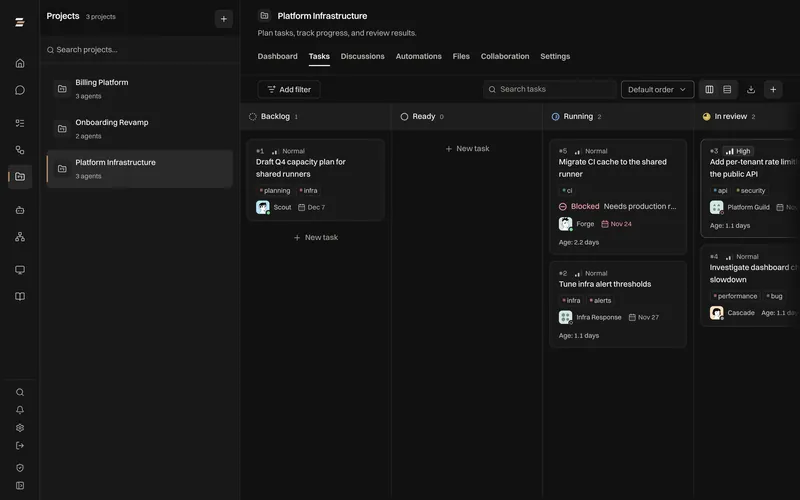 Projects 3 projects
Search projects...
Billing Platform
3 agents
Onboarding Revamp
2 agents
Platform Infrastructure
3 agents
Platform Infrastructure
Plan tasks, track progress, and review results.
Dashboard Tasks Discussions Automations Files Collaboration Settings
Add filter
Search tasks
Default order
Backlog 1
#1 Normal
Draft Q4 capacity plan for
shared runners
planning infra
Scout Dec 7
New task
Ready 0
New task
Running 2
#5 Normal
Migrate CI cache to the shared
runner
ci
Blocked Needs production r...
Forge Nov 24
Age: 2.2 days
#2 Normal
Tune infra alert thresholds
infra alerts
Infra Response Nov 27
Age: 1.1 days
In review 2
#3 High
Add per-tenant rate
the public API
api security
Platform Guild
Age: 1.1 days
#4 Normal
Investigate dashboard
slowdown
performance bug
Cascade Age: 1.1